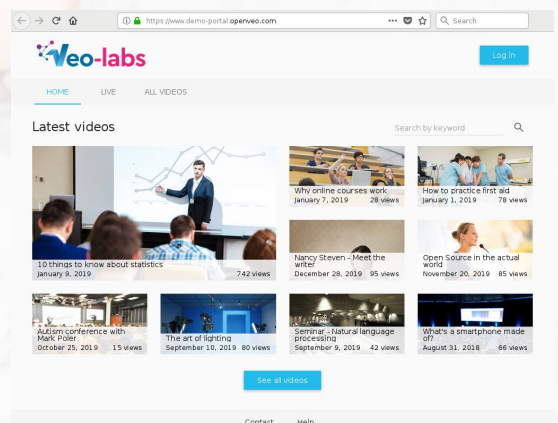 https://www.demo-portal.openveo.com
Search
Veo-labs
Log In
HOME LIVE ALL VIDEOS
Latest videos
Search by keyword
10 things to know about statistics
January 9, 2019 742 views
Why online courses work
January 7, 2019 28 views
How to practice first aid
January 1, 2019 78 views
Nancy Steven - Meet the
writer
December 28, 2019 95 views
Open Source in the actual
world
November 20, 2019 85 views
Autism conference with
Mark Poler
October 25, 2019 15 views
The art of lighting
September 10, 2019 80 views
Seminar - Natural language
processing
September 9, 2019 42 views
What's a smartphone made
of?
August 31, 2018 66 views
See all videos
Contact Help